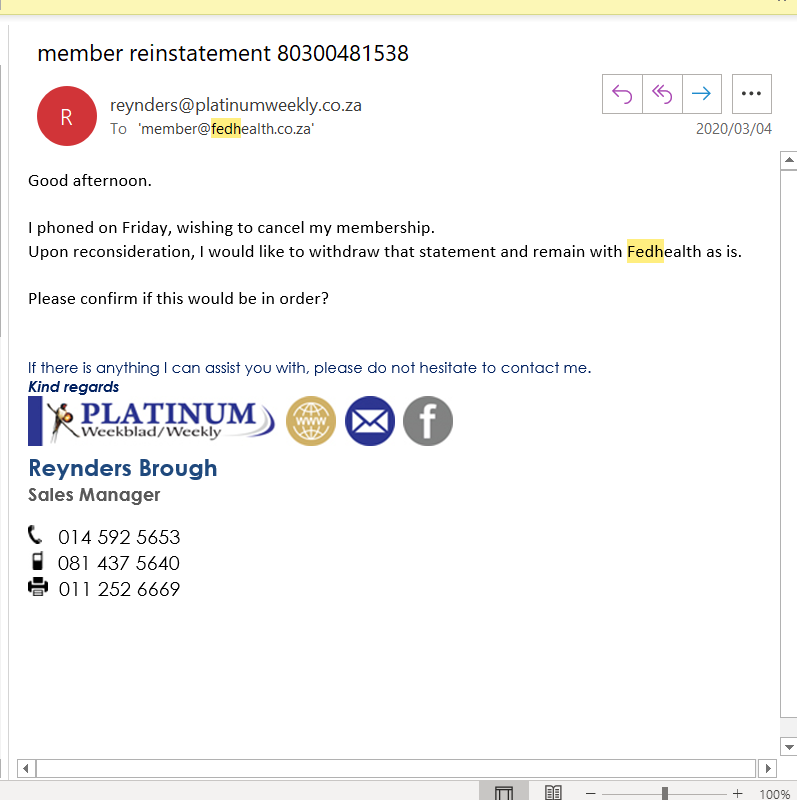 member reinstatement 80300481538
R
reynders@platinumweekly.co.za
To 'member@fedhealth.co.za'
2020/03/04
Good afternoon.
I phoned on Friday, wishing to cancel my membership.
Upon reconsideration, I would like to withdraw that statement and remain with Fedhealth as is.
Please confirm if this would be in order?
If there is anything I can assist you with, please do not hesitate to contact me.
Kind regards
PLATINUM
Weekblad/Weekly
www
f
Reynders Brough
Sales Manager
014 592 5653
081 437 5640
011 252 6669
100%